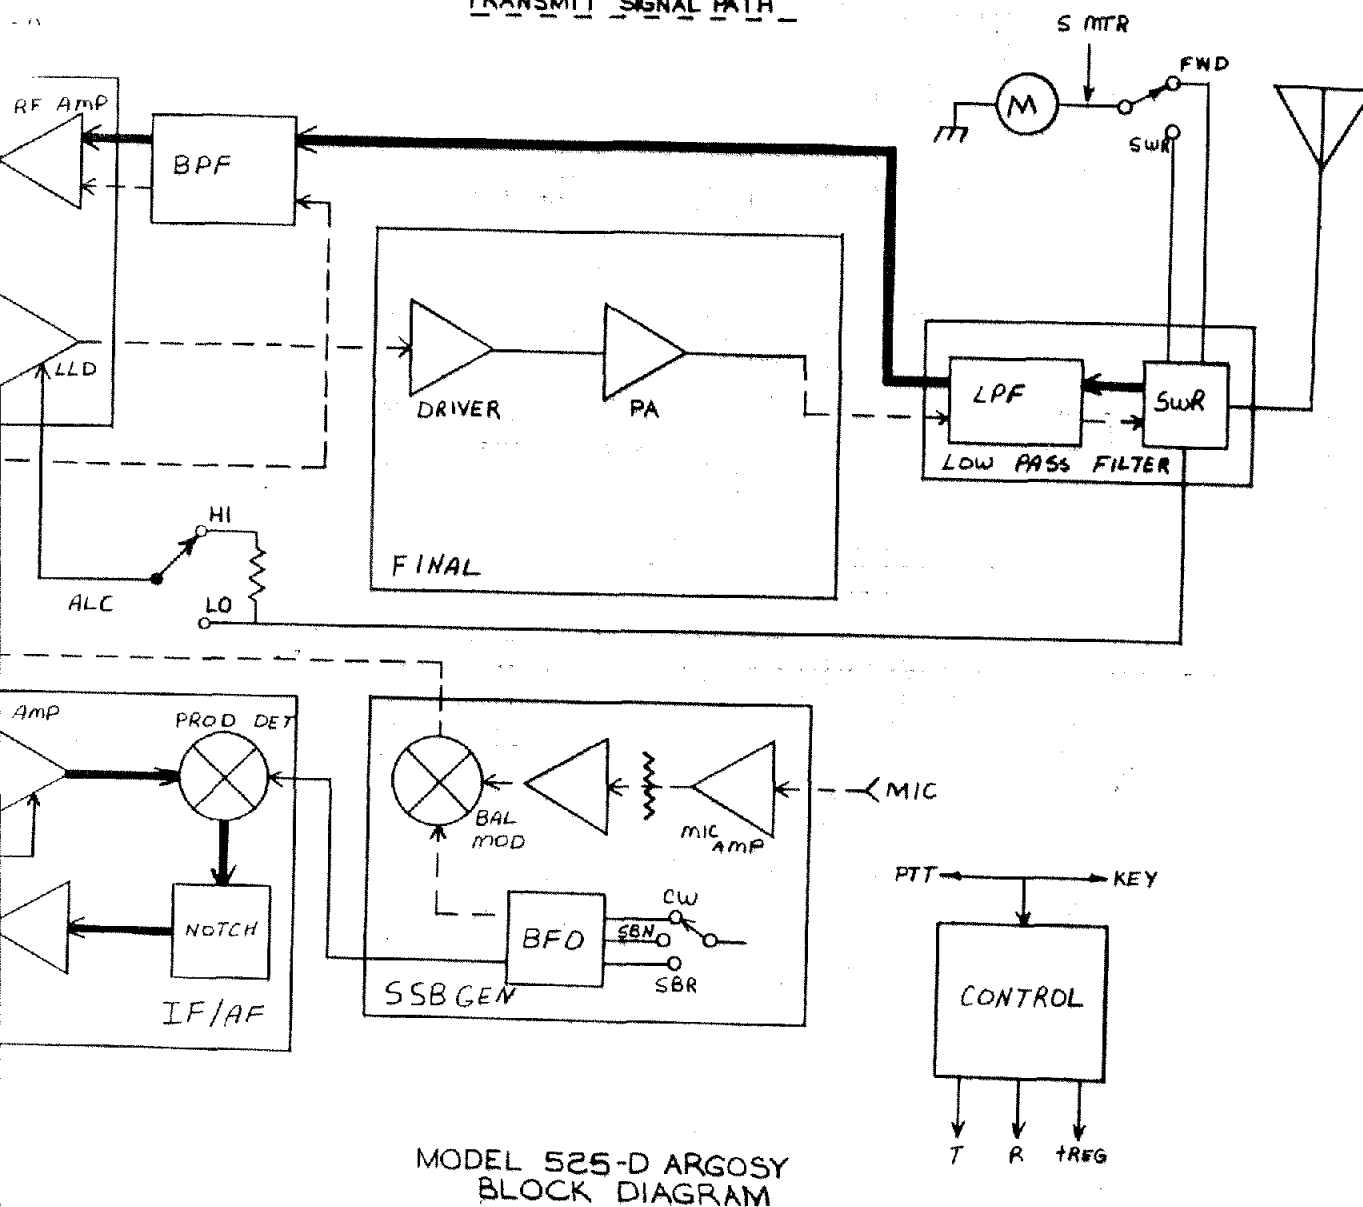 TRANSMIT SIGNAL PATH
S MTR
FWD
RF AMP
M
BPF
SWR
LLD
DRIVER
PA
LPF
SWR
LOW PASS FILTER
HI
FINAL
ALC
LO
AMP
PROD DET
MIC
BAL
MOD
MIC
AMP
PTT
KEY
CW
NOTCH
BFO
SBN
SBR
SSB GEN
IF/AF
CONTROL
T
R
+REG
MODEL 525-D ARGOSY
BLOCK DIAGRAM